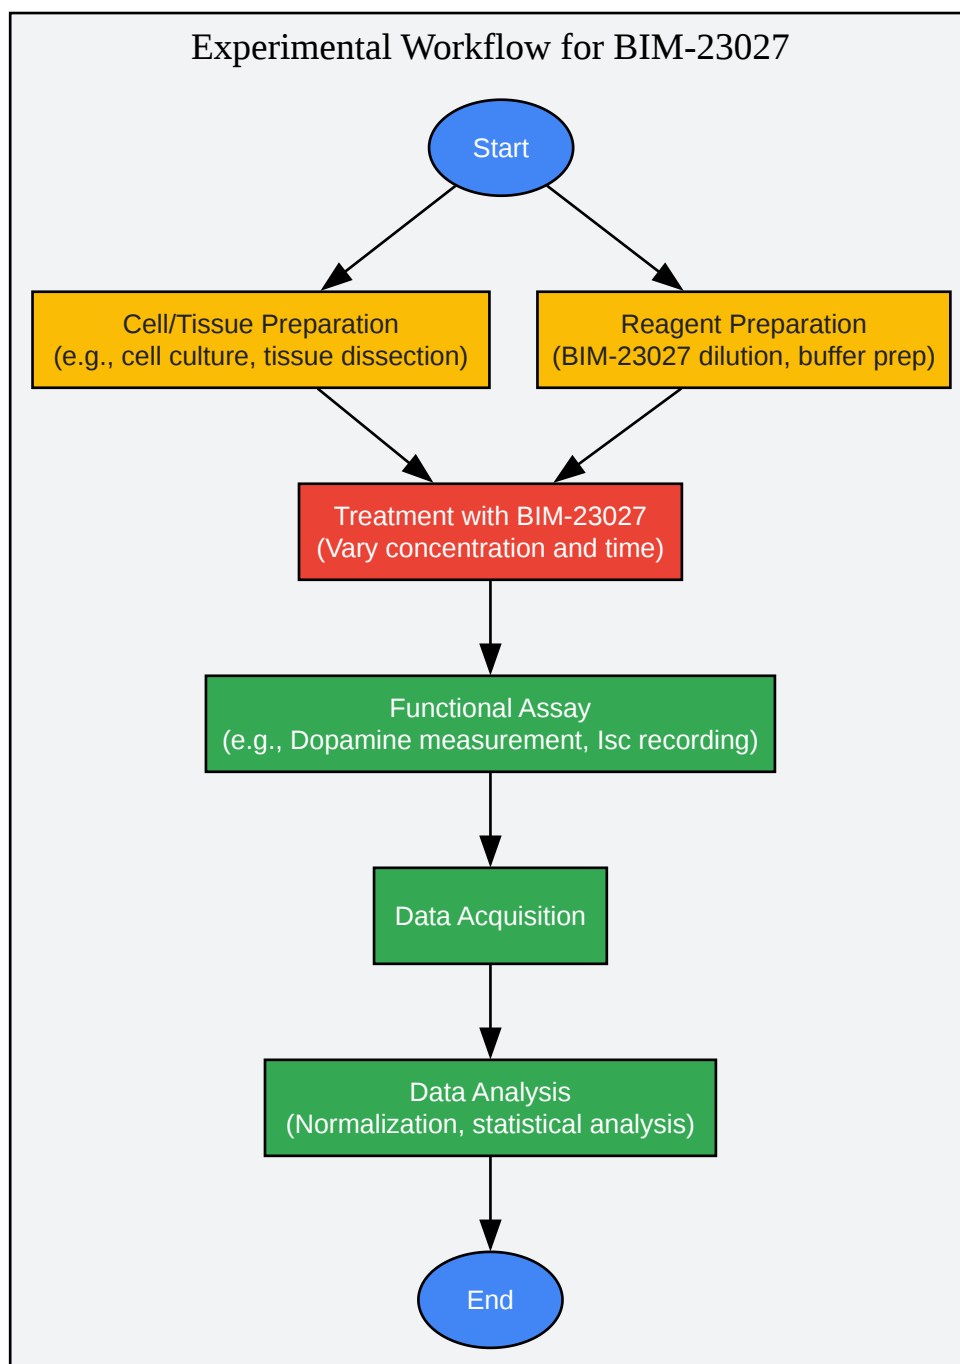 Experimental Workflow for BIM-23027
Start
Cell/Tissue Preparation
(e.g., cell culture, tissue dissection)
Reagent Preparation
(BIM-23027 dilution, buffer prep)
Treatment with BIM-23027
(Vary concentration and time)
Functional Assay
(e.g., Dopamine measurement, Isc recording)
Data Acquisition
Data Analysis
(Normalization, statistical analysis)
End